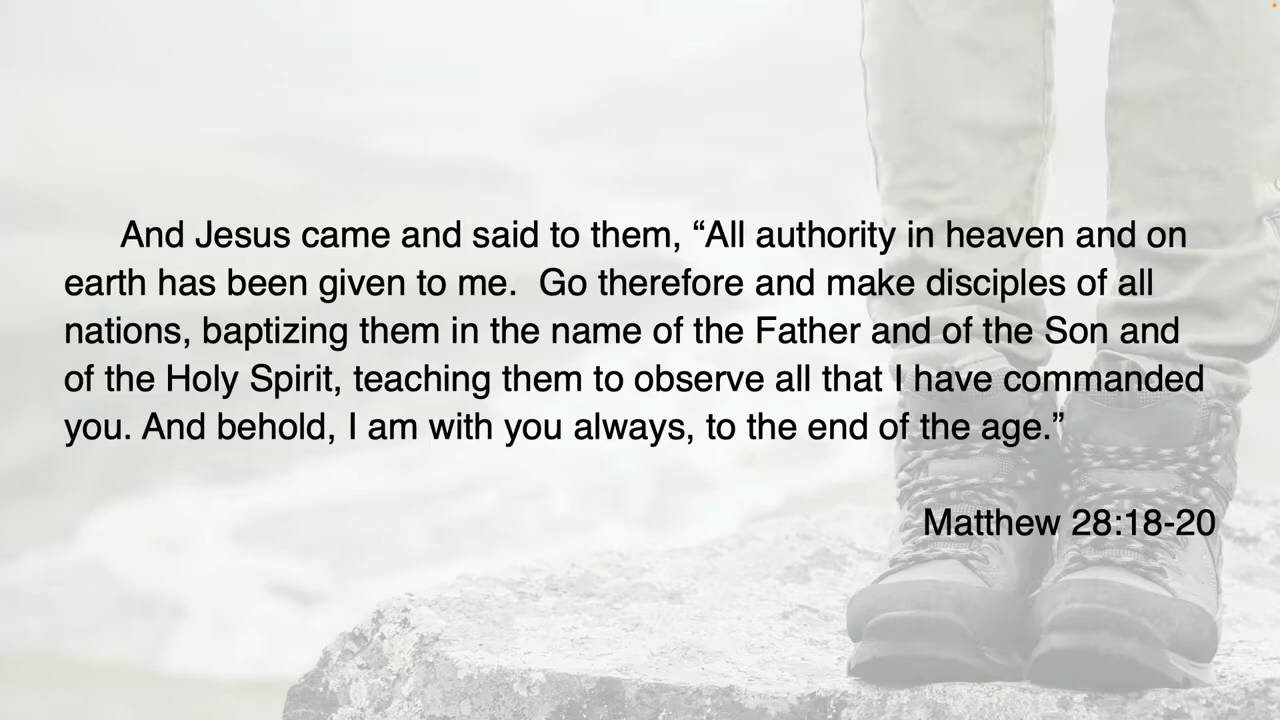 And Jesus came and said to them, “All authority in heaven and on
earth has been given to me.  Go therefore and make disciples of all
nations, baptizing them in the name of the Father and of the Son and
of the Holy Spirit, teaching them to observe all that I have commanded
you. And behold, I am with you always, to the end of the age.”
Matthew 28:18-20